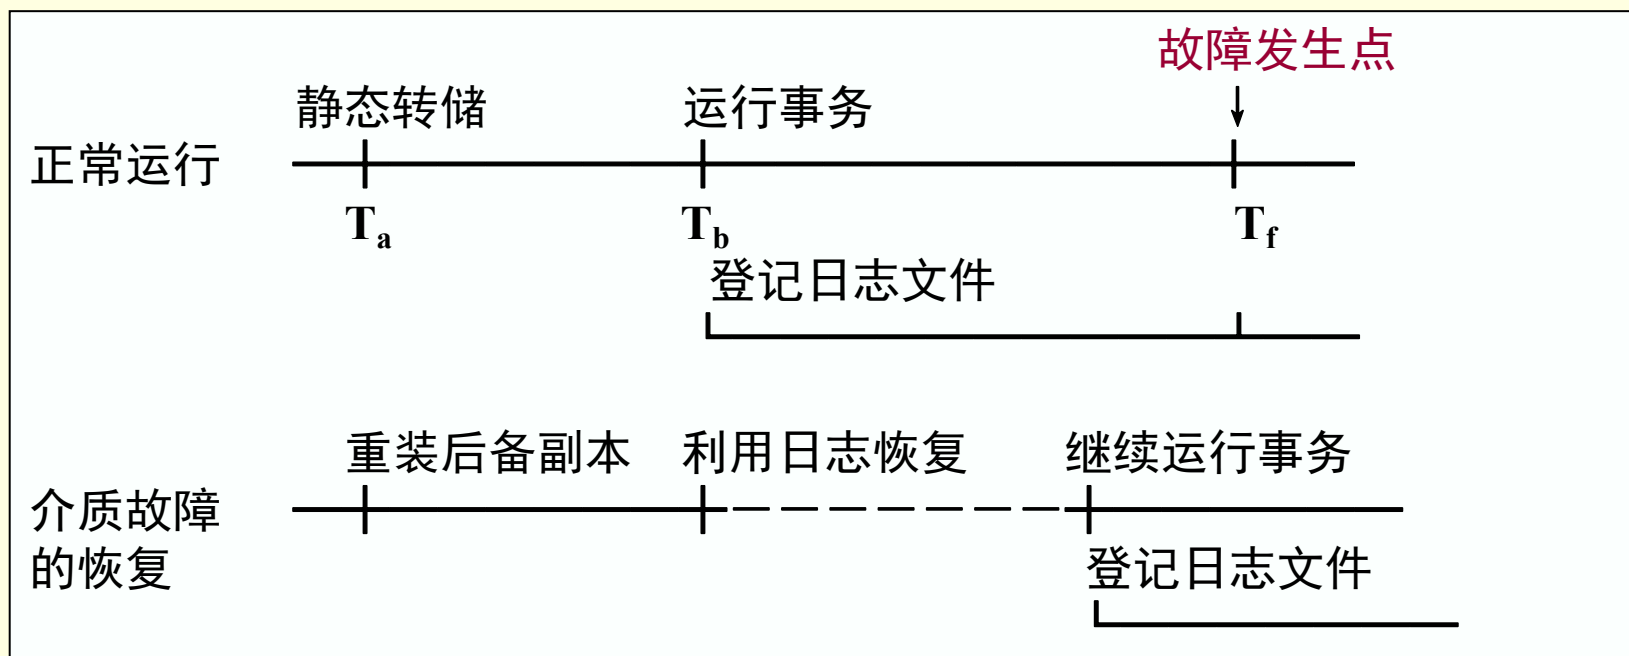 故障发生点
静态转储 运行事务
正常运行
Ta Tb Tf
登记日志文件
重装后备副本 利用日志恢复 继续运行事务
介质故障
的恢复
登记日志文件